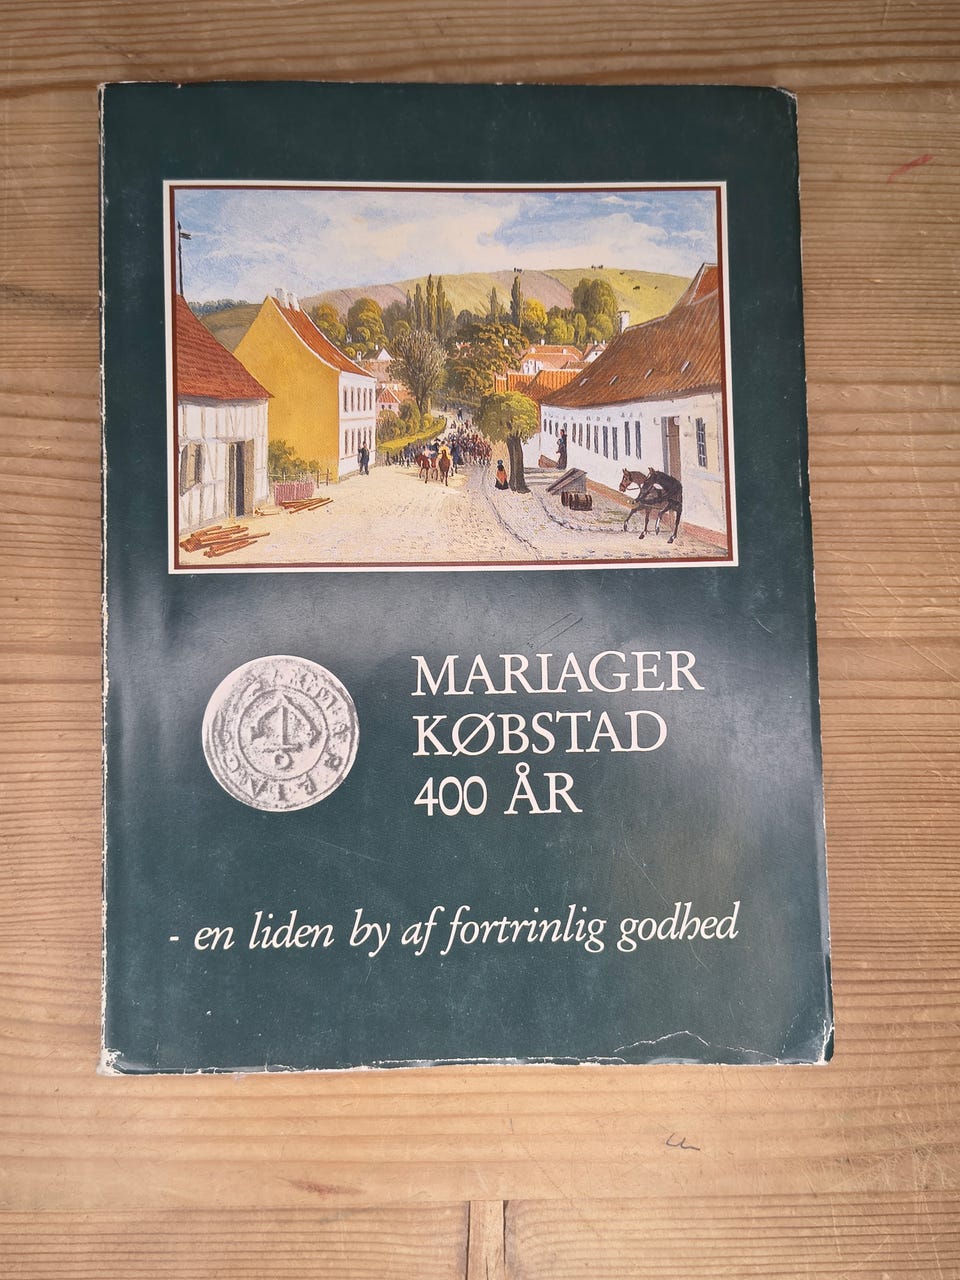 MARIAGER
KØBSTAD
400 ÅR
- en liden by af fortrinlig godhed